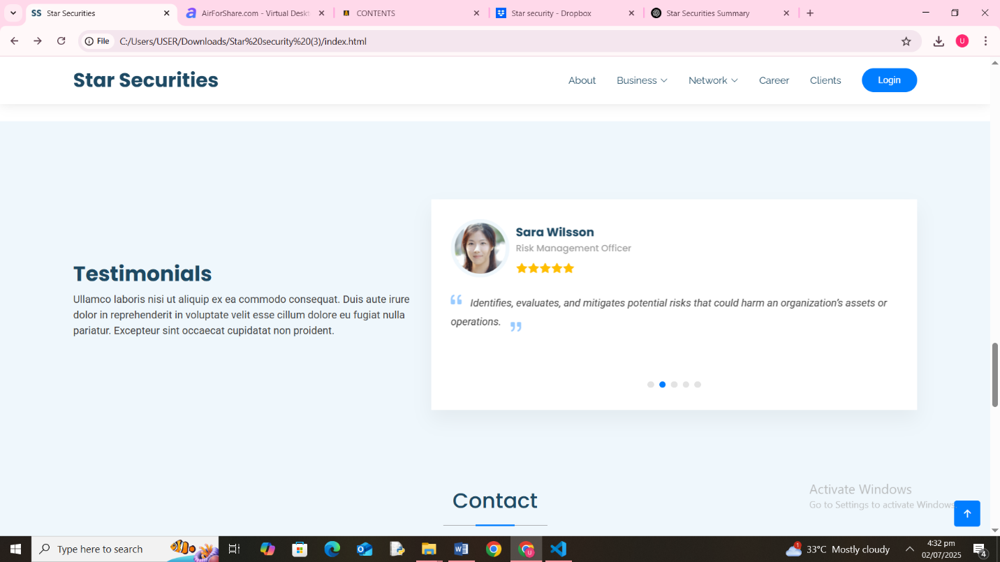 SS Star Securities
AirForShare.com - Virtual Deskt
CONTENTS
Star security - Dropbox
Star Securities Summary
File
C:/Users/USER/Downloads/Star%20security%20(3)/index.html
U
Star Securities
About
Business
Network
Career
Clients
Login
Sara Wilsson
Risk Management Officer
Testimonials
Ullamco laboris nisi ut aliquip ex ea commodo consequat. Duis aute irure
dolor in reprehenderit in voluptate velit esse cillum dolore eu fugiat nulla
pariatur. Excepteur sint occaecat cupidatat non proident.
“ Identifies, evaluates, and mitigates potential risks that could harm an organization’s assets or
operations. ”
Contact
Activate Windows
Go to Settings to activate Windows
Type here to search
1
33°C Mostly cloudy
4:32 pm
02/07/2025
4